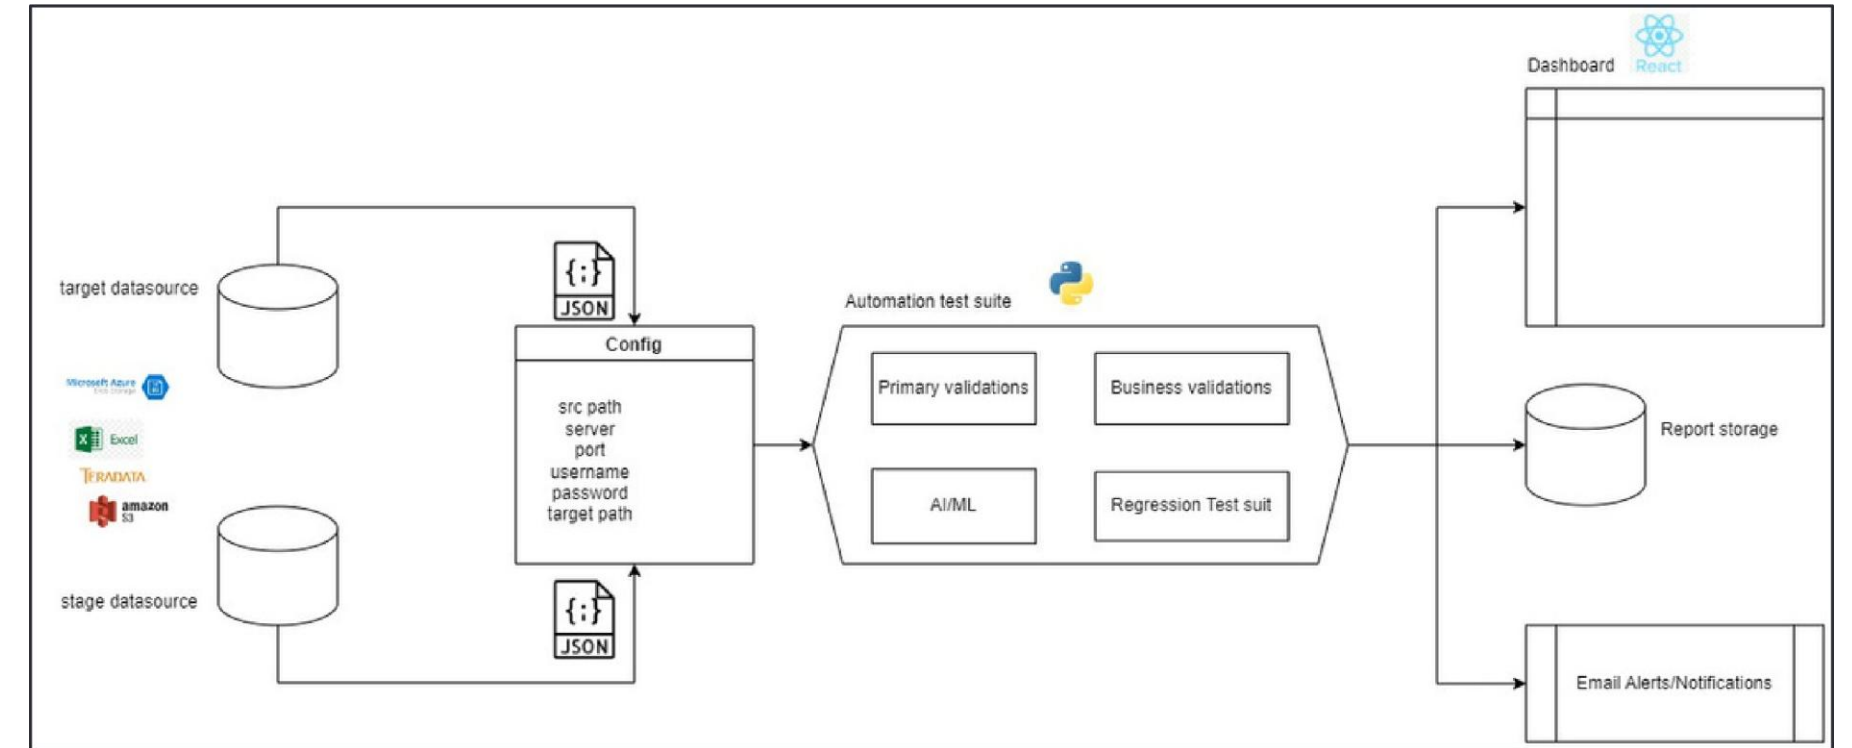 Dashboard
React
target datasource
{;}
JSON
Automation test suite
Config
Microsoft Azure
Blob Storage
Excel
TERADATA
amazon
S3
src path
server
port
username
password
target path
Primary validations
Business validations
AI/ML
Regression Test suit
Report storage
stage datasource
{;}
JSON
Email Alerts/Notifications